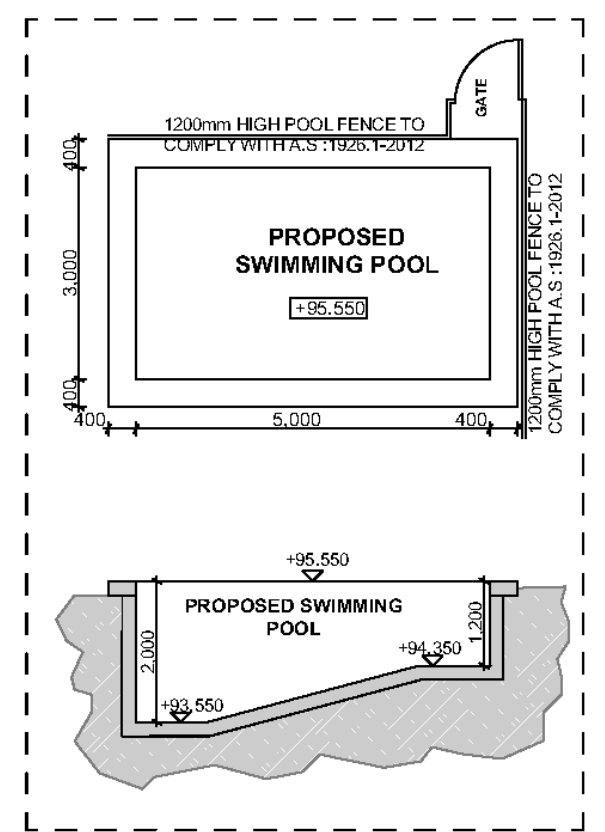 GATE
1200mm HIGH POOL FENCE TO
COMPLY WITH A.S :1926.1-2012
400
3,000
400
PROPOSED
SWIMMING POOL
+95.550
1200mm HIGH POOL FENCE TO
COMPLY WITH A.S :1926.1-2012
400
5,000
400
+95.550
PROPOSED SWIMMING
POOL
2,000
1,200
+94.350
+93.550